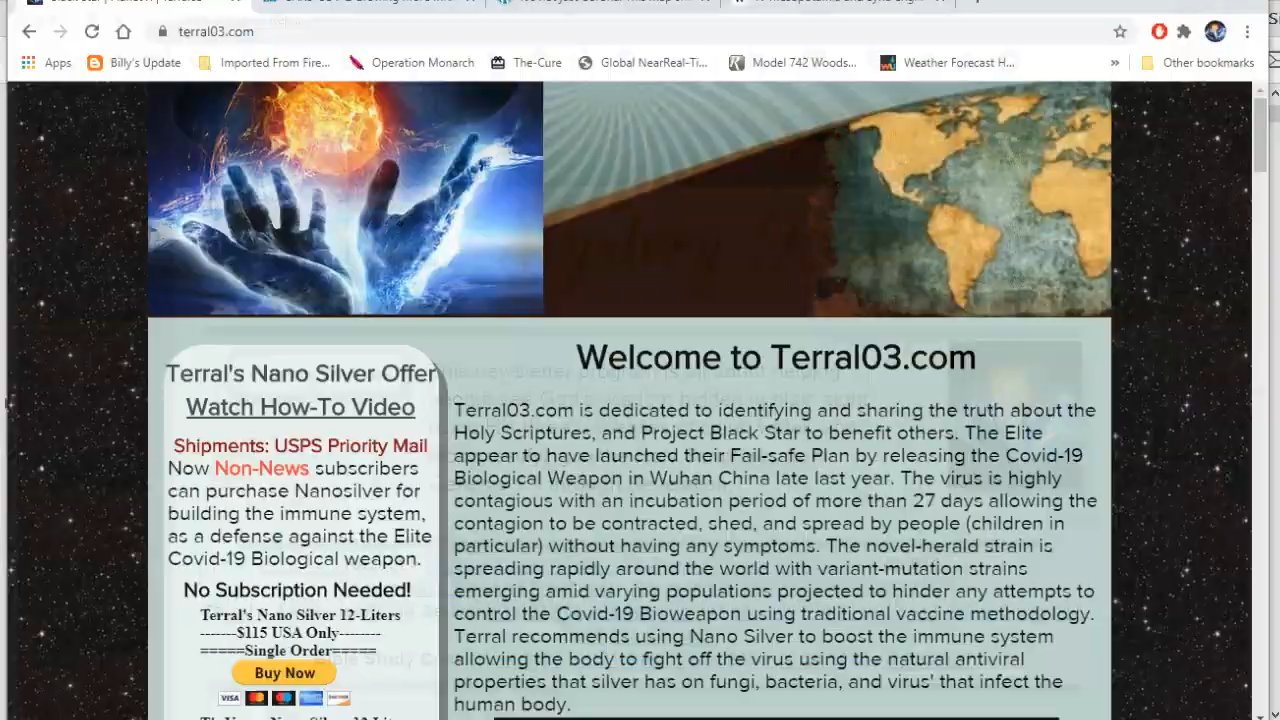 terral03.com
Apps
Billy's Update
Imported From Fire...
Operation Monarch
The-Cure
Global NearReal-Ti...
Model 742 Woods...
Weather Forecast H...
»
Other bookmarks
Terral's Nano Silver Offer
Watch How-To Video
Shipments: USPS Priority Mail
Now Non-News subscribers
can purchase Nanosilver for
building the immune system,
as a defense against the Elite
Covid-19 Biological weapon.
No Subscription Needed!
Terral's Nano Silver 12-Liters
-------$115 USA Only--------
=====Single Order=====
Buy Now
VISA
Welcome to Terral03.com
Terral03.com is dedicated to identifying and sharing the truth about the
Holy Scriptures, and Project Black Star to benefit others. The Elite
appear to have launched their Fail-safe Plan by releasing the Covid-19
Biological Weapon in Wuhan China late last year. The virus is highly
contagious with an incubation period of more than 27 days allowing the
contagion to be contracted, shed, and spread by people (children in
particular) without having any symptoms. The novel-herald strain is
spreading rapidly around the world with variant-mutation strains
emerging amid varying populations projected to hinder any attempts to
control the Covid-19 Bioweapon using traditional vaccine methodology.
Terral recommends using Nano Silver to boost the immune system
allowing the body to fight off the virus using the natural antiviral
properties that silver has on fungi, bacteria, and virus' that infect the
human body.